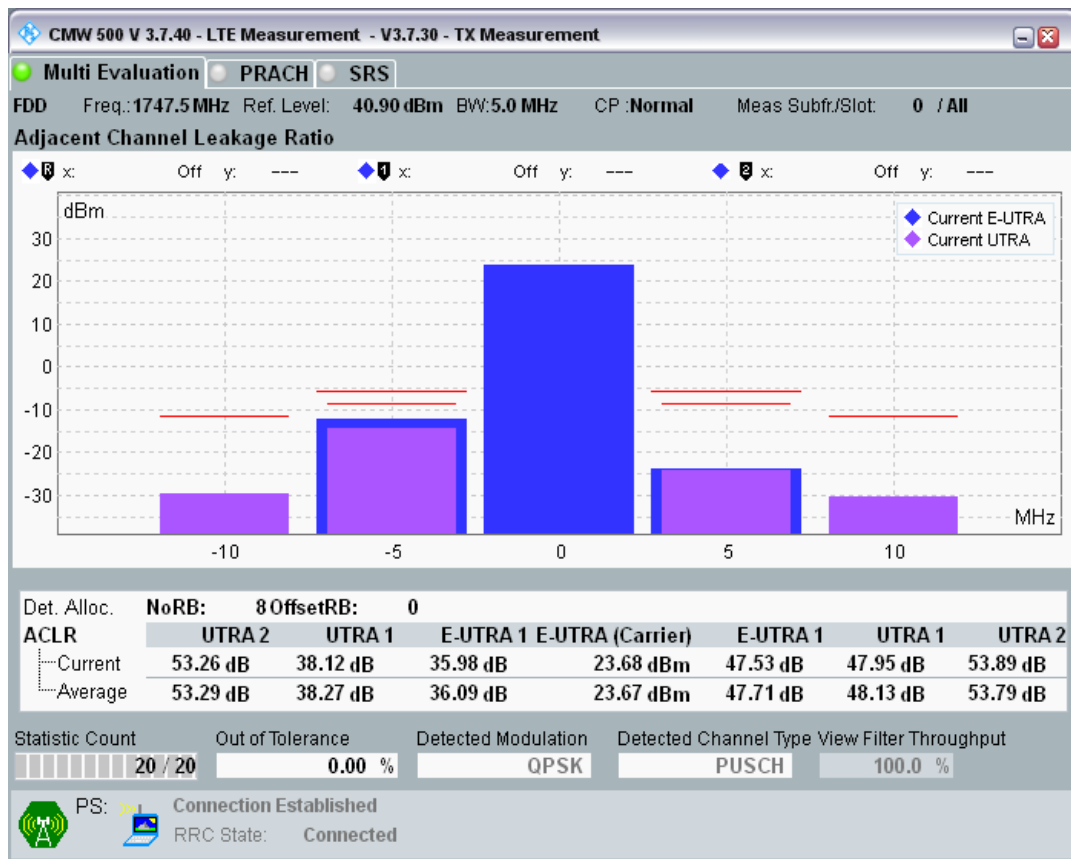 CMW 500 V 3.7.40 - LTE Measurement - V3.7.30 - TX Measurement
Multi Evaluation PRACH SRS
FDD Freq.:1747.5 MHz Ref. Level: 40.90 dBm BW:5.0 MHz CP :Normal Meas Subfr./Slot: 0 / All
Adjacent Channel Leakage Ratio
R x: Off y: --- 1 x: Off y: --- 2 x: Off y: ---
dBm
Current E-UTRA
Current UTRA
30
20
10
0
-10
-20
-30
MHz
-10 -5 0 5 10
Det. Alloc. NoRB: 8 OffsetRB: 0
ACLR UTRA 2 UTRA 1 E-UTRA 1 E-UTRA (Carrier) E-UTRA 1 UTRA 1 UTRA 2
Current 53.26 dB 38.12 dB 35.98 dB 23.68 dBm 47.53 dB 47.95 dB 53.89 dB
Average 53.29 dB 38.27 dB 36.09 dB 23.67 dBm 47.71 dB 48.13 dB 53.79 dB
Statistic Count Out of Tolerance Detected Modulation Detected Channel Type View Filter Throughput
20 / 20 0.00 % QPSK PUSCH 100.0 %
PS: Connection Established
RRC State: Connected